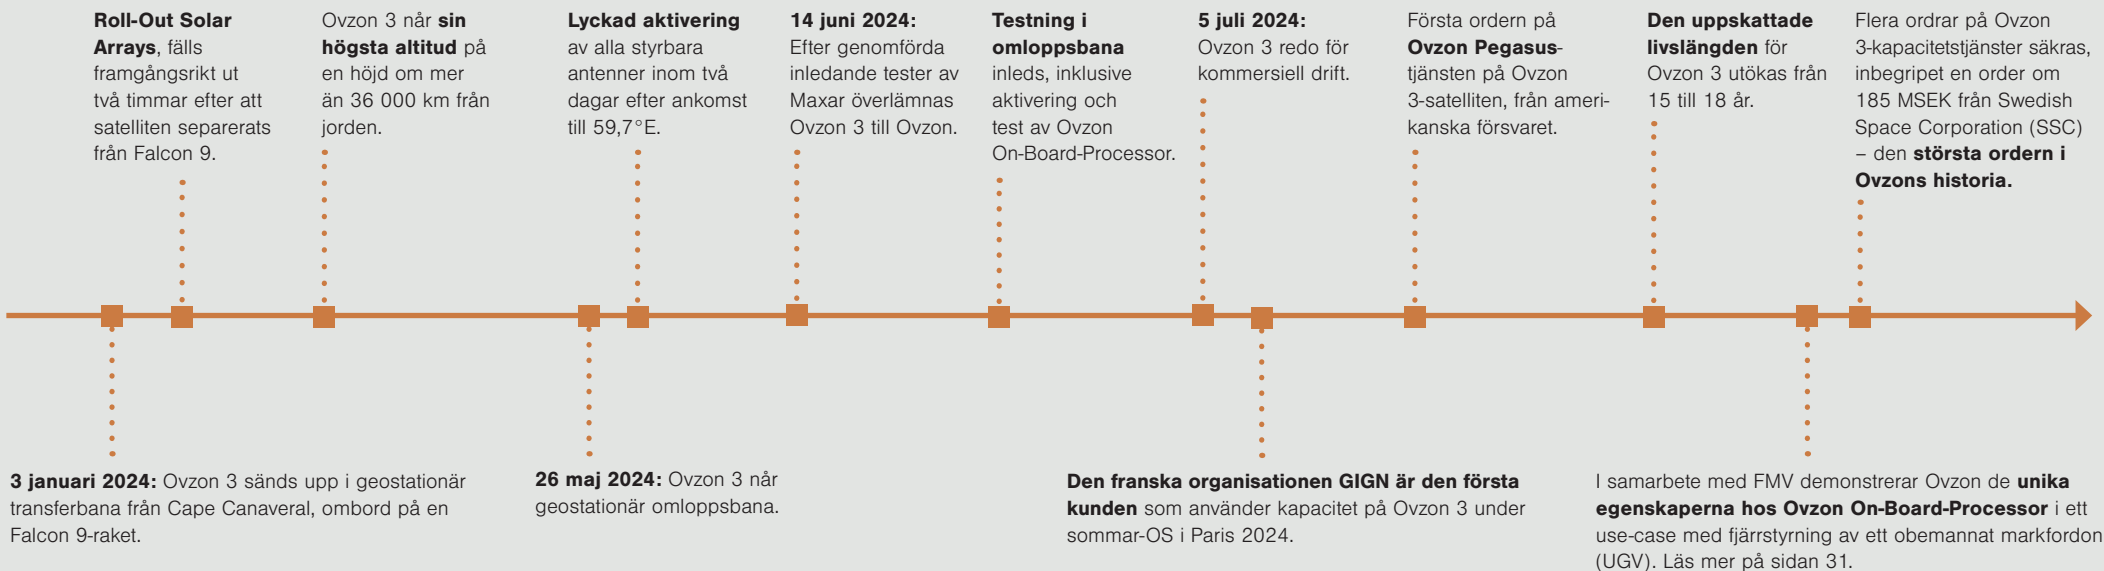 Roll-Out Solar
Arrays, fälls
framgångsrikt ut
två timmar efter att
satelliten separerats
från Falcon 9.
Ovzon 3 når sin
högsta altitud på
en höjd om mer
än 36 000 km från
jorden.
Lyckad aktivering
av alla styrbara
antenner inom två
dagar efter ankomst
till 59,7°E.
14 juni 2024:
Efter genomförda
inledande tester av
Maxar överlämnas
Ovzon 3 till Ovzon.
Testning i
omloppsbana
inleds, inklusive
aktivering och
test av Ovzon
On-Board-Processor.
5 juli 2024:
Ovzon 3 redo för
kommersiell drift.
Första ordern på
Ovzon Pegasus-
tjänsten på Ovzon
3-satelliten, från ameri-
kanska försvaret.
Den uppskattade
livslängden för
Ovzon 3 utökas från
15 till 18 år.
Flera ordrar på Ovzon
3-kapacitetstjänster säkras,
inbegripet en order om
185 MSEK från Swedish
Space Corporation (SSC)
– den största ordern i
Ovzons historia.
3 januari 2024: Ovzon 3 sänds upp i geostationär
transferbana från Cape Canaveral, ombord på en
Falcon 9-raket.
26 maj 2024: Ovzon 3 når
geostationär omloppsbana.
Den franska organisationen GIGN är den första
kunden som använder kapacitet på Ovzon 3 under
sommar-OS i Paris 2024.
I samarbete med FMV demonstrerar Ovzon de unika
egenskaperna hos Ovzon On-Board-Processor i ett
use-case med fjärrstyrning av ett obemannat markfordon
(UGV). Läs mer på sidan 31.